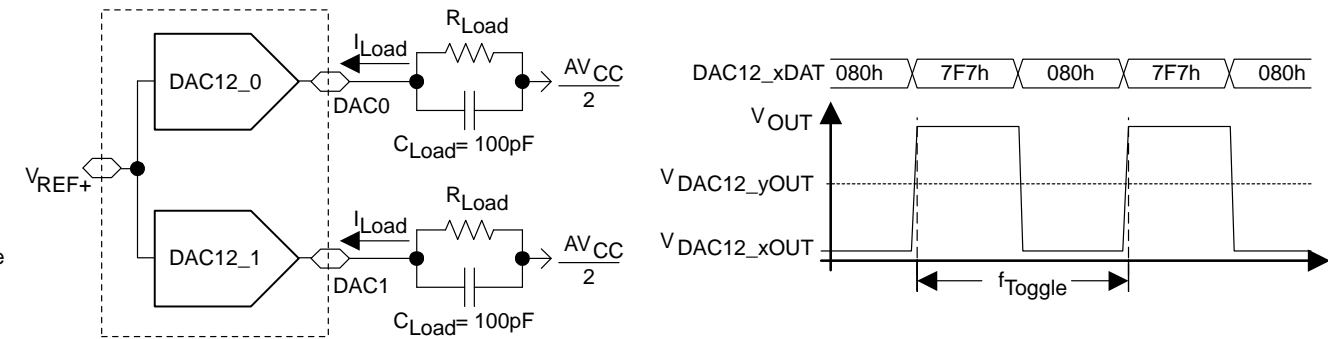 R Load
I Load
DAC12_0
DAC0
AV CC
2
C Load= 100pF
V REF+
R Load
I Load
DAC12_1
DAC1
AV CC
2
C Load= 100pF
e
DAC12_xDAT 080h 7F7h 080h 7F7h 080h
V OUT
V DAC12_yOUT
V DAC12_xOUT
f Toggle